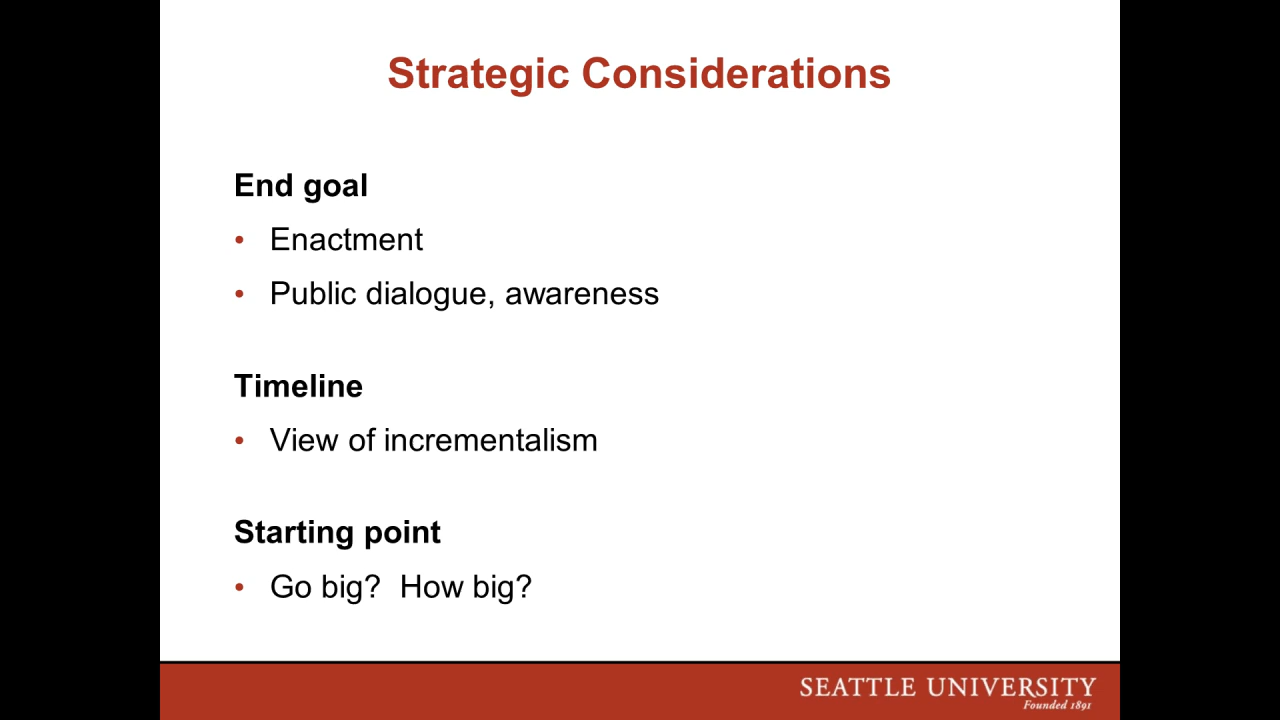 Strategic Considerations
End goal
• Enactment
• Public dialogue, awareness
Timeline
• View of incrementalism
Starting point
• Go big?  How big?
SEATTLE UNIVERSITY
Founded 1891